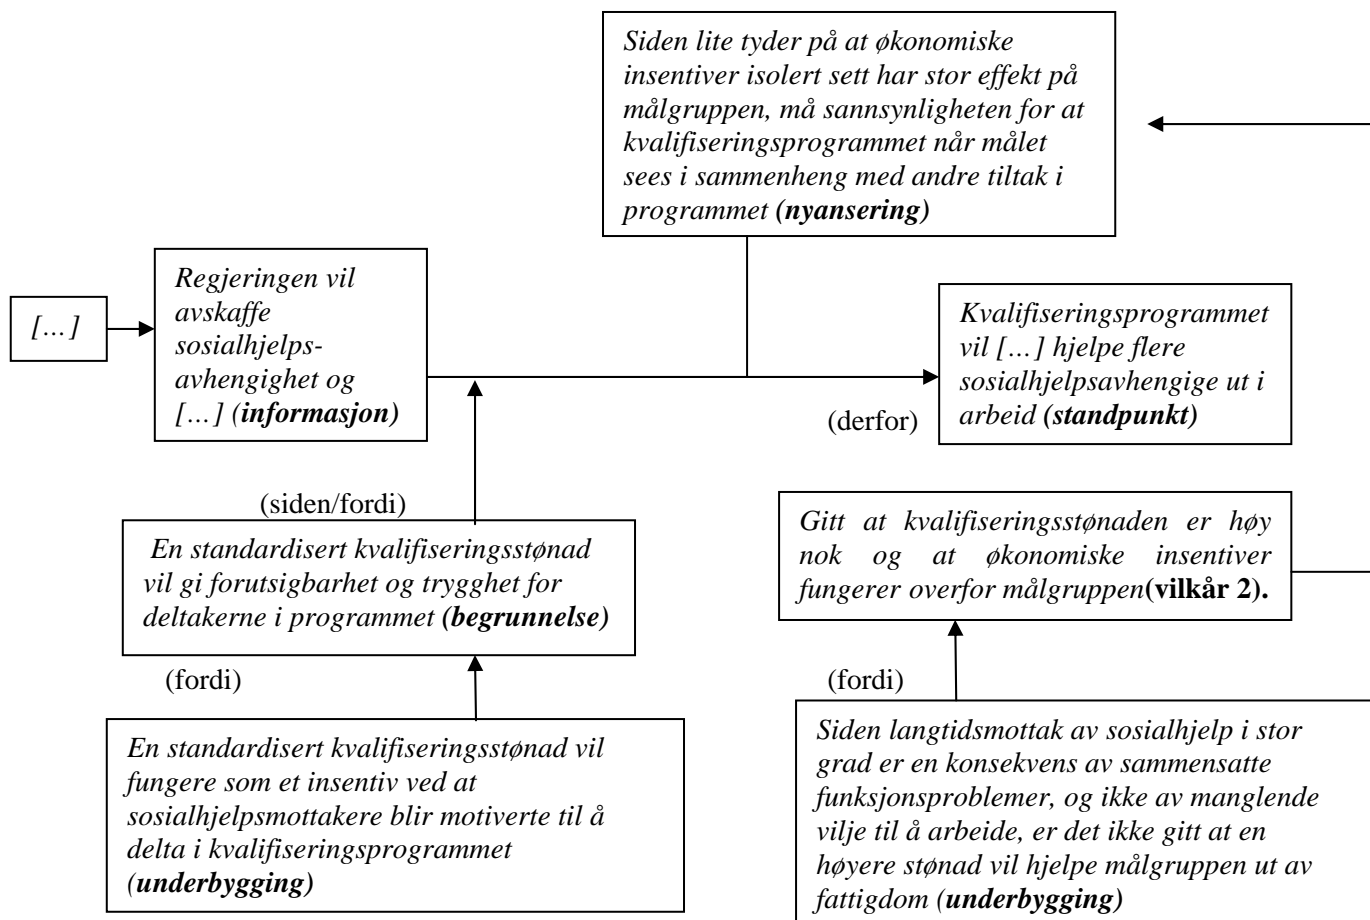 Siden lite tyder på at økonomiske
insentiver isolert sett har stor effekt på
målgruppen, må sannsynligheten for at
kvalifiseringsprogrammet når målet
sees i sammenheng med andre tiltak i
programmet (nyansering)
[…]
Regjeringen vil
avskaffe
sosialhjelps-
avhengighet og
[…] (informasjon)
Kvalifiseringsprogrammet
vil […] hjelpe flere
sosialhjelpsavhengige ut i
arbeid (standpunkt)
(derfor)
(siden/fordi)
En standardisert kvalifiseringsstønad
vil gi forutsigbarhet og trygghet for
deltakerne i programmet (begrunnelse)
Gitt at kvalifiseringsstønaden er høy
nok og at økonomiske insentiver
fungerer overfor målgruppen(vilkår 2).
(fordi)
(fordi)
En standardisert kvalifiseringsstønad vil
fungere som et insentiv ved at
sosialhjelpsmottakere blir motiverte til å
delta i kvalifiseringsprogrammet
(underbygging)
Siden langtidsmottak av sosialhjelp i stor
grad er en konsekvens av sammensatte
funksjonsproblemer, og ikke av manglende
vilje til å arbeide, er det ikke gitt at en
høyere stønad vil hjelpe målgruppen ut av
fattigdom (underbygging)